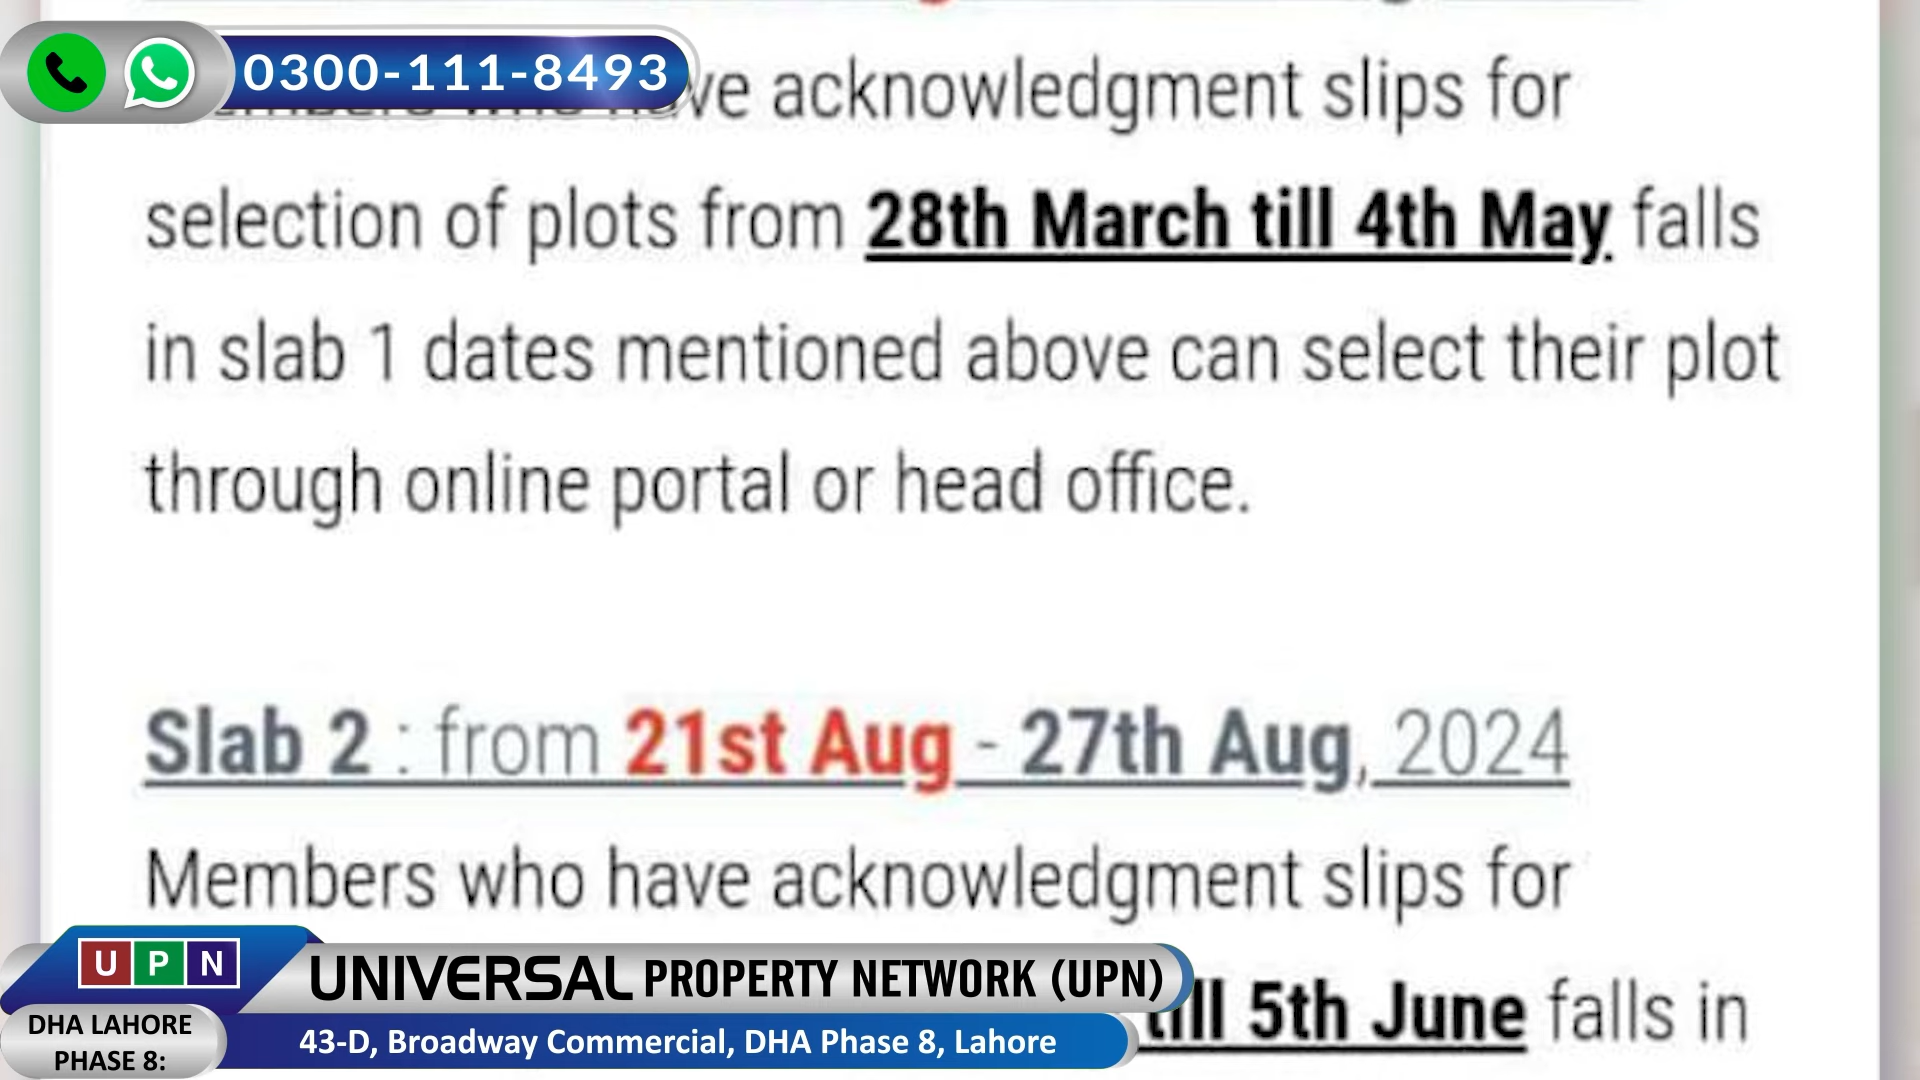 0300-111-8493
ve acknowledgment slips for
selection of plots from 28th March till 4th May. falls
in slab 1 dates mentioned above can select their plot
through online portal or head office.
Slab 2 : from 21st Aug - 27th Aug, 2024
Members who have acknowledgment slips for
till 5th June falls in
U P N
UNIVERSAL PROPERTY NETWORK (UPN)
DHA LAHORE
PHASE 8:
43-D, Broadway Commercial, DHA Phase 8, Lahore